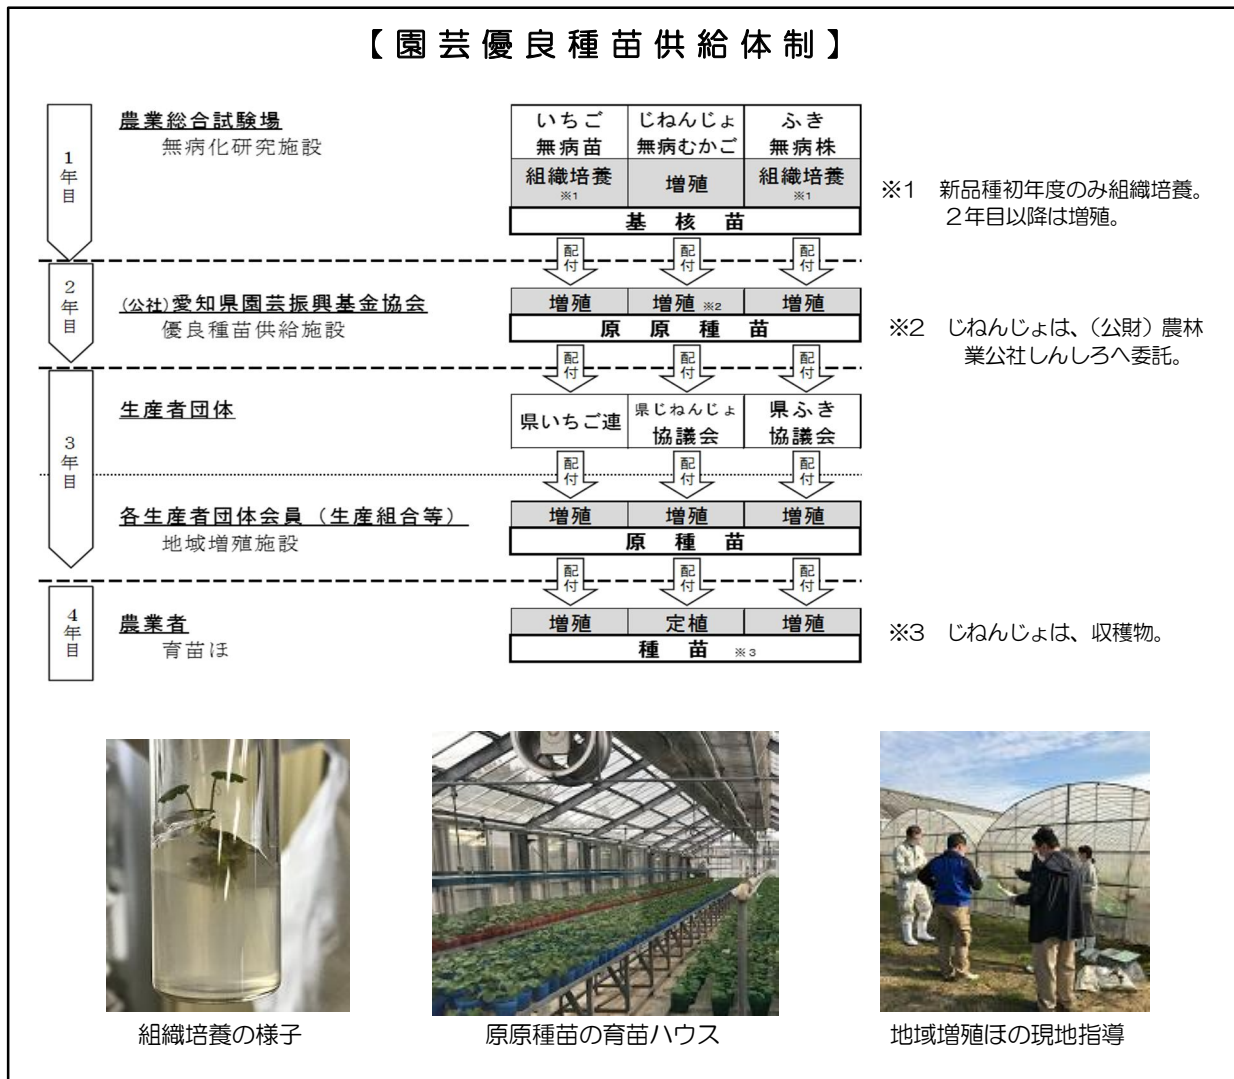 【園芸優良種苗供給体制】
1年目
農業総合試験場
無病化研究施設
いちご
無病苗
じねんじょ
無病むかご
ふき
無病株
組織培養
※1
増殖
組織培養
※1
基核苗
※1 新品種初年度のみ組織培養。
2年目以降は増殖。
配付
配付
配付
2年目
(公社)愛知県園芸振興基金協会
優良種苗供給施設
増殖
増殖 ※2
増殖
原原種苗
※2 じねんじょは、(公財)農林
業公社しんしろへ委託。
配付
配付
配付
3年目
生産者団体
県いちご連
県じねんじょ
協議会
県ふき
協議会
配付
配付
配付
各生産者団体会員(生産組合等)
地域増殖施設
増殖
増殖
増殖
原種苗
配付
配付
配付
4年目
農業者
育苗ほ
増殖
定植
増殖
種苗 ※3
※3 じねんじょは、収穫物。
組織培養の様子
原原種苗の育苗ハウス
地域増殖ほの現地指導